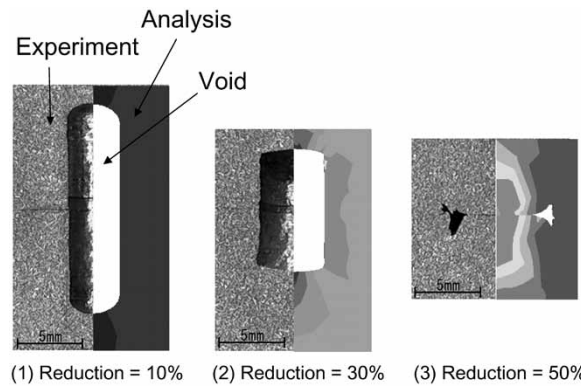 Analysis
Experiment
Void
5mm
5mm
5mm
(1) Reduction = 10%
(2) Reduction = 30%
(3) Reduction = 50%